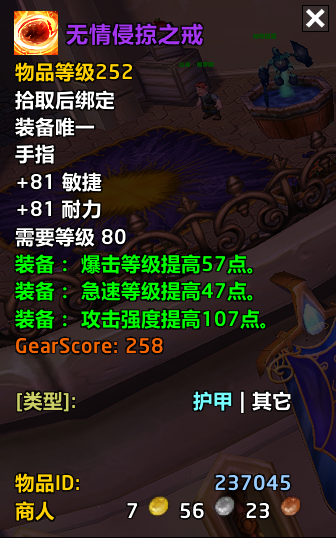 无情侵掠之戒
物品等级252
拾取后绑定
装备唯一
手指
+81 敏捷
+81 耐力
需要等级 80
装备： 爆击等级提高57点。
装备： 急速等级提高47点。
装备： 攻击强度提高107点。
GearScore: 258
[类型]: 护甲 | 其它
物品ID: 237045
商人 7 56 23